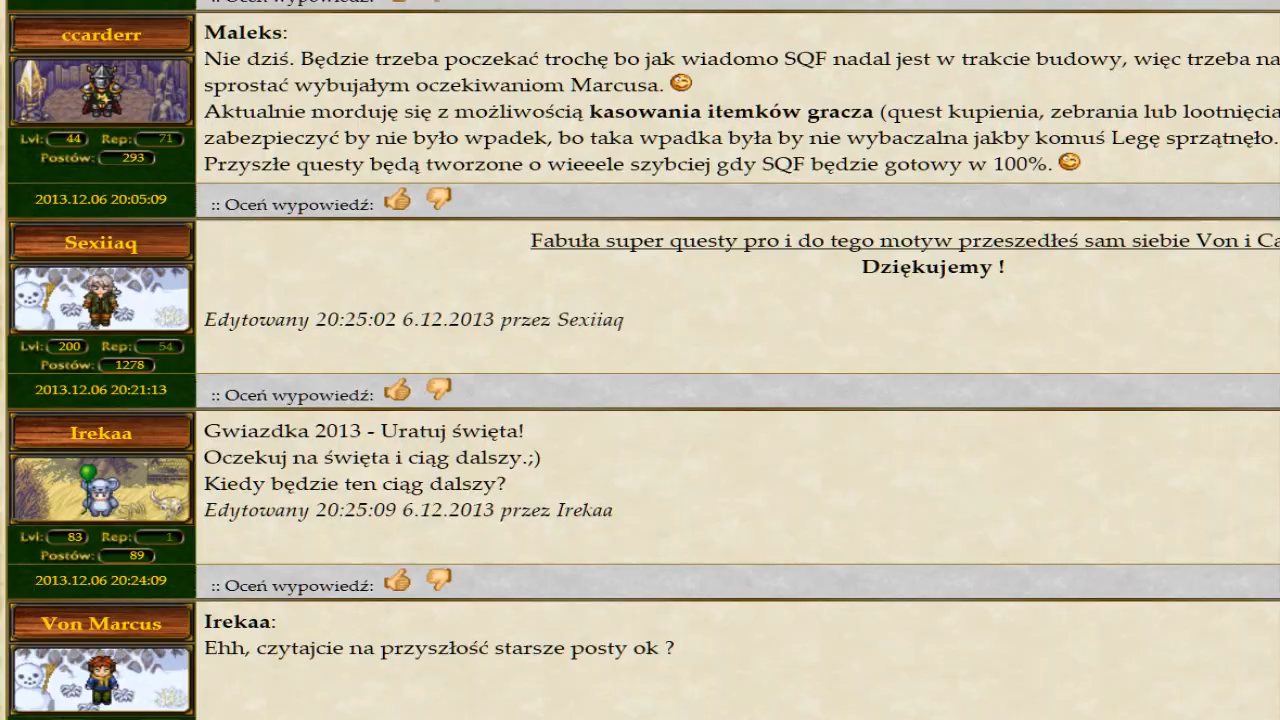 :: Oceń wypowiedź:
ccarderr
Lvl: 44 Rep: 71
Postów: 293
2013.12.06 20:05:09
Maleks:
Nie dziś. Będzie trzeba poczekać trochę bo jak wiadomo SQF nadal jest w trakcie budowy, więc trzeba na
sprostać wybujałym oczekiwaniom Marcusa.
Aktualnie morduję się z możliwością kasowania itemków gracza (quest kupienia, zebrania lub lootnięcia
zabezpieczyć by nie było wpadek, bo taka wpadka była by nie wybaczalna jakby komuś Legę sprzątnęło.
Przyszłe questy będą tworzone o wieeele szybciej gdy SQF będzie gotowy w 100%.
:: Oceń wypowiedź:
Sexiiaq
Lvl: 200 Rep: 54
Postów: 1278
2013.12.06 20:21:13
Fabuła super questy pro i do tego motyw przeszedłeś sam siebie Von i Ca
Dziękujemy !
Edytowany 20:25:02 6.12.2013 przez Sexiiaq
:: Oceń wypowiedź:
Irekaa
Lvl: 83 Rep: 1
Postów: 89
2013.12.06 20:24:09
Gwiazdka 2013 - Uratuj święta!
Oczekuj na święta i ciąg dalszy.;)
Kiedy będzie ten ciąg dalszy?
Edytowany 20:25:09 6.12.2013 przez Irekaa
:: Oceń wypowiedź:
Von Marcus
Irekaa:
Ehh, czytajcie na przyszłość starsze posty ok ?